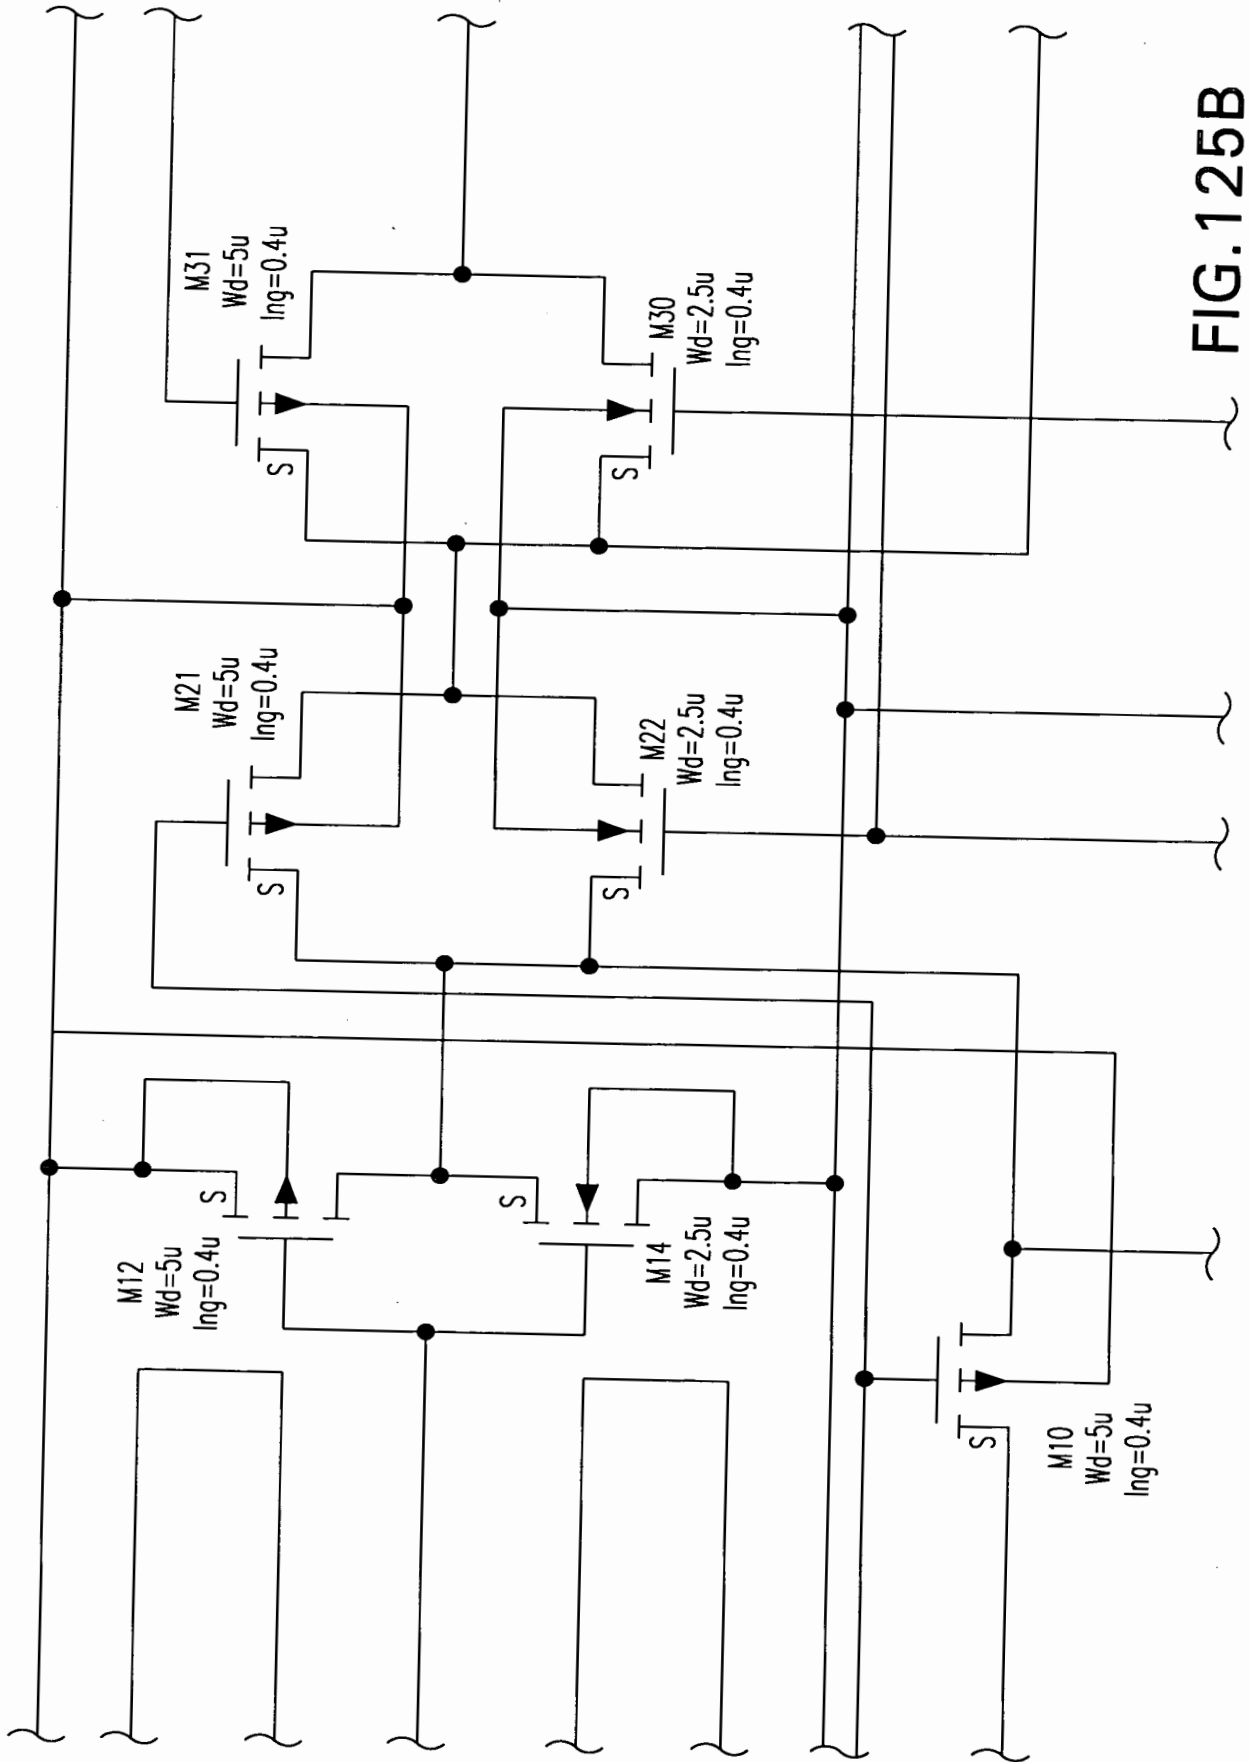 M31
Wd=5u
lng=0.4u
S
M30
Wd=2.5u
lng=0.4u
S
M21
Wd=5u
lng=0.4u
S
M22
Wd=2.5u
lng=0.4u
S
M12
Wd=5u
lng=0.4u
S
M14
Wd=2.5u
lng=0.4u
S
M10
Wd=5u
lng=0.4u
S
FIG.125B